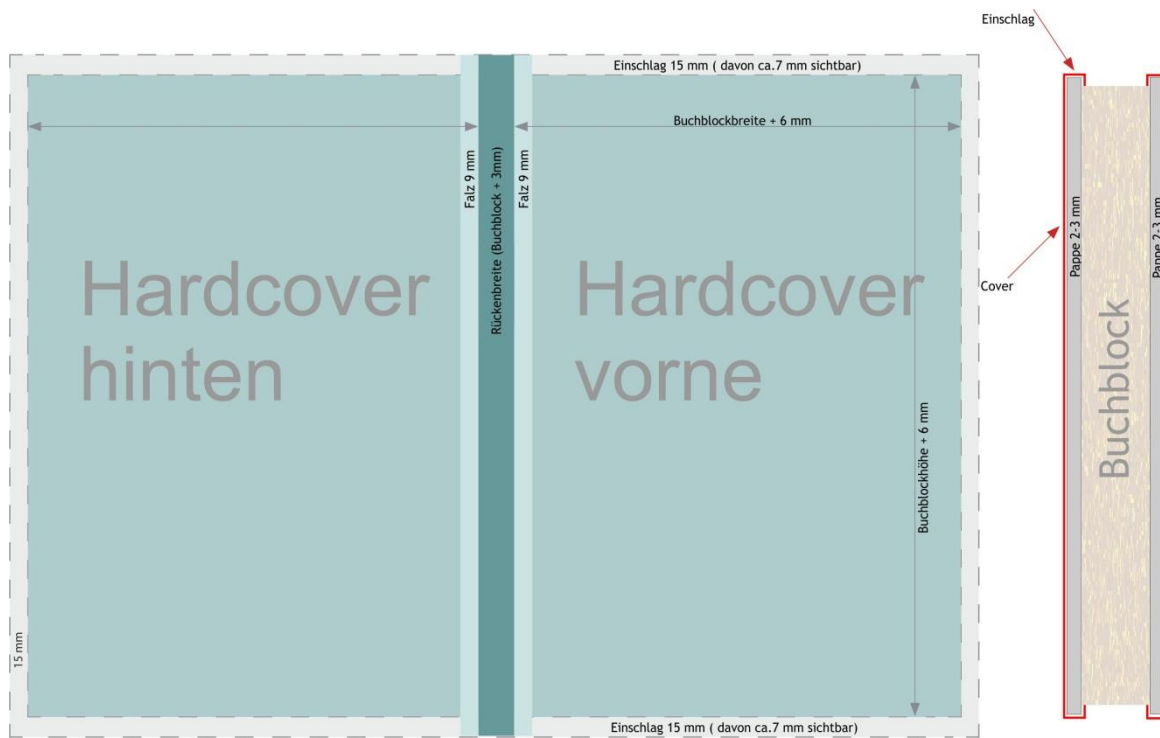 Einschlag
Einschlag 15 mm ( davon ca.7 mm sichtbar)
Buchblockbreite + 6 mm
Falz 9 mm
Rückenbreite (Buchblock + 3mm)
Falz 9 mm
Hardcover
hinten
Hardcover
vorne
Buchblockhöhe + 6 mm
15 mm
Einschlag 15 mm ( davon ca.7 mm sichtbar)
Cover
Pappe 2-3 mm
Buchblock
Pappe 2-3 mm